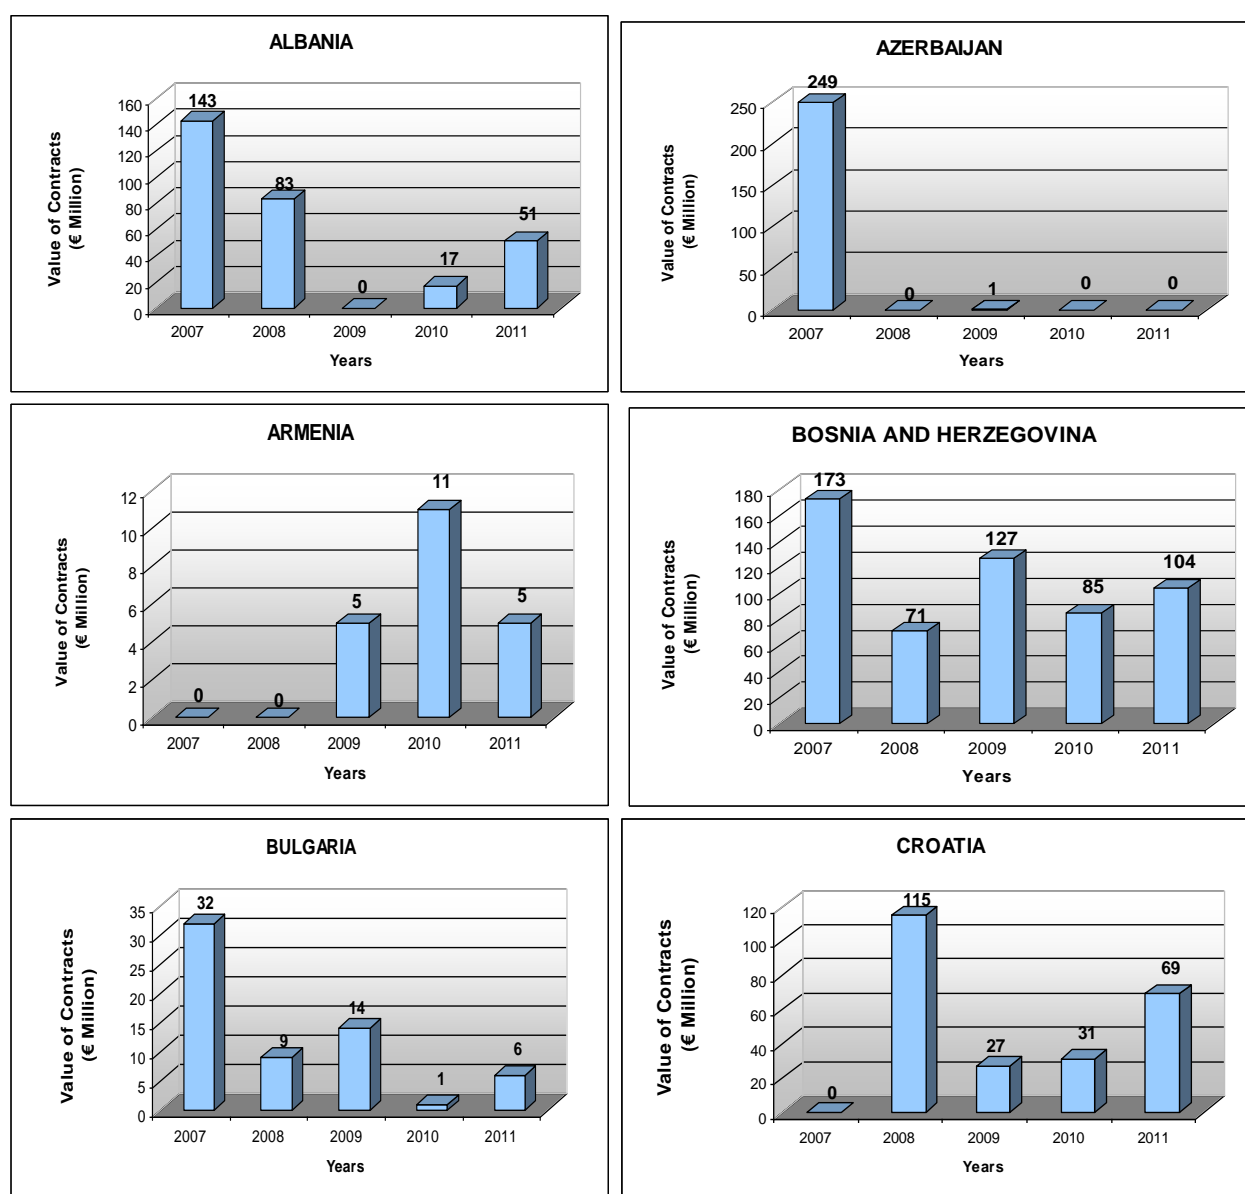 ALBANIA
Value of Contracts
(€ Million)
160
140
120
100
80
60
40
20
0
143
83
0
17
51
2007 2008 2009 2010 2011
Years
AZERBAIJAN
Value of Contracts
(€ Million)
250
200
150
100
50
0
249
0
1
0
0
2007 2008 2009 2010 2011
Years
ARMENIA
Value of Contracts
(€ Million)
12
10
8
6
4
2
0
0
0
5
11
5
2007 2008 2009 2010 2011
Years
BOSNIA AND HERZEGOVINA
Value of Contracts
(€ Million)
180
160
140
120
100
80
60
40
20
0
173
71
127
85
104
2007 2008 2009 2010 2011
Years
BULGARIA
Value of Contracts
(€ Million)
35
30
25
20
15
10
5
0
32
9
14
1
6
2007 2008 2009 2010 2011
Years
CROATIA
Value of Contracts
(€ Million)
120
100
80
60
40
20
0
0
115
27
31
69
2007 2008 2009 2010 2011
Years